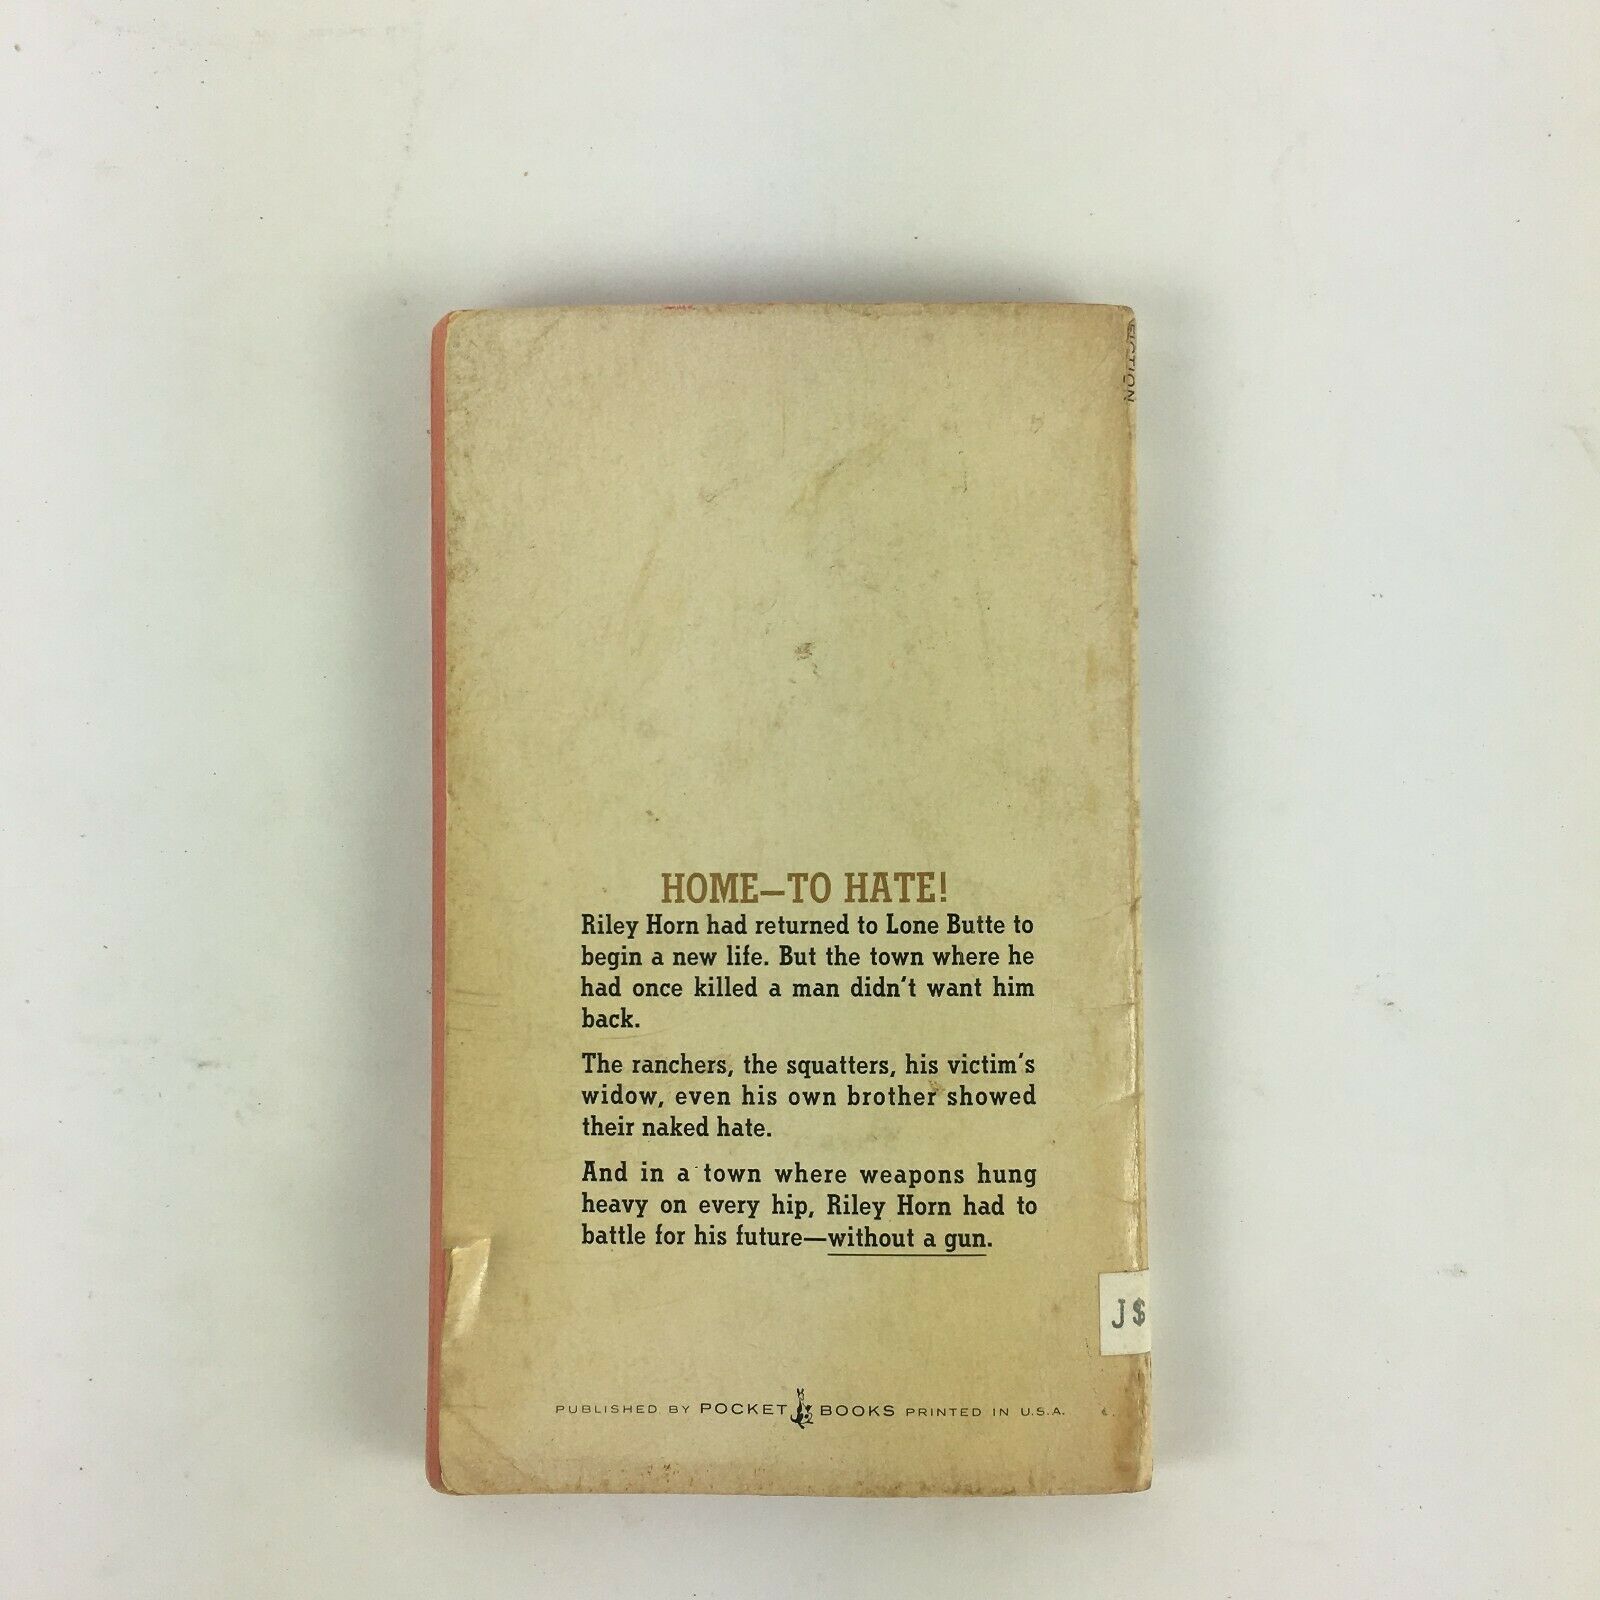 FICTION
HOME—TO HATE!
Riley Horn had returned to Lone Butte to
begin a new life. But the town where he
had once killed a man didn't want him
back.
The ranchers, the squatters, his victim's
widow, even his own brother showed
their naked hate.
And in a town where weapons hung
heavy on every hip, Riley Horn had to
battle for his future—without a gun.
J$
PUBLISHED BY POCKET BOOKS PRINTED IN U.S.A.